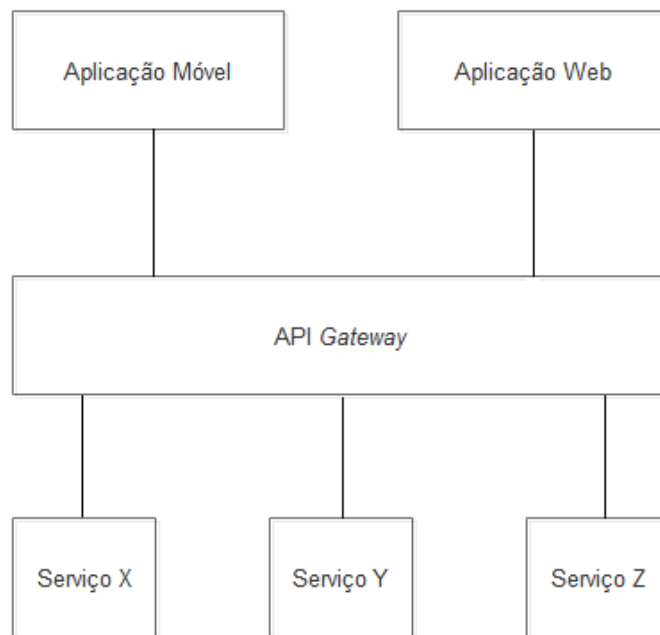 Aplicação Móvel
Aplicação Web
API Gateway
Serviço X
Serviço Y
Serviço Z